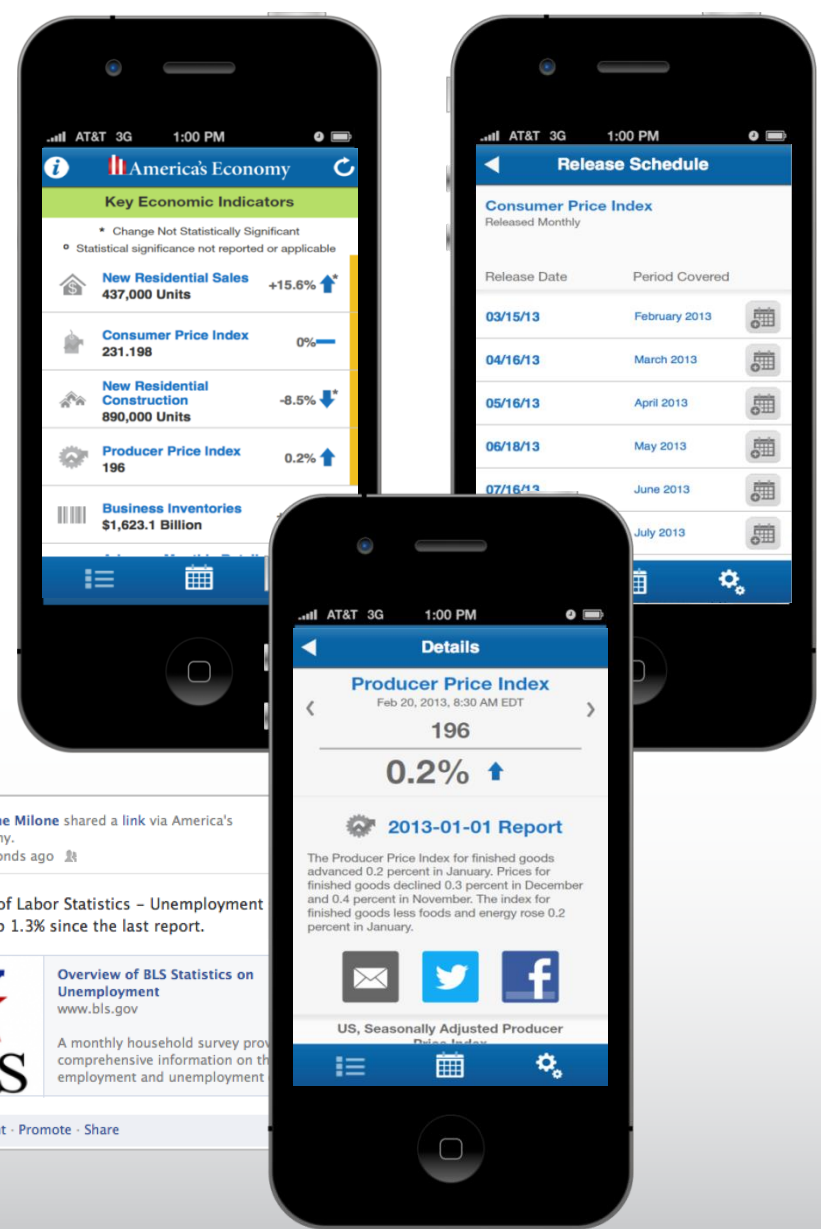 AT&T 3G 1:00 PM
America's Economy
Key Economic Indicators
* Change Not Statistically Significant
o Statistical significance not reported or applicable
New Residential Sales
437,000 Units
+15.6% *
Consumer Price Index
231.198
0%
New Residential
Construction
890,000 Units
-8.5% *
Producer Price Index
196
0.2%
Business Inventories
$1,623.1 Billion
AT&T 3G 1:00 PM
Release Schedule
Consumer Price Index
Released Monthly
Release Date Period Covered
03/15/13 February 2013
04/16/13 March 2013
05/16/13 April 2013
06/18/13 May 2013
07/16/13 June 2013
July 2013
AT&T 3G 1:00 PM
Details
Producer Price Index
Feb 20, 2013, 8:30 AM EDT
196
0.2%
2013-01-01 Report
The Producer Price Index for finished goods
advanced 0.2 percent in January. Prices for
finished goods declined 0.3 percent in December
and 0.4 percent in November. The index for
finished goods less foods and energy rose 0.2
percent in January.
US, Seasonally Adjusted Producer
Price Index
Milone shared a link via America's
ago
of Labor Statistics – Unemployment
1.3% since the last report.
Overview of BLS Statistics on
Unemployment
www.bls.gov
A monthly household survey
comprehensive information on
employment and unemployment
Promote · Share